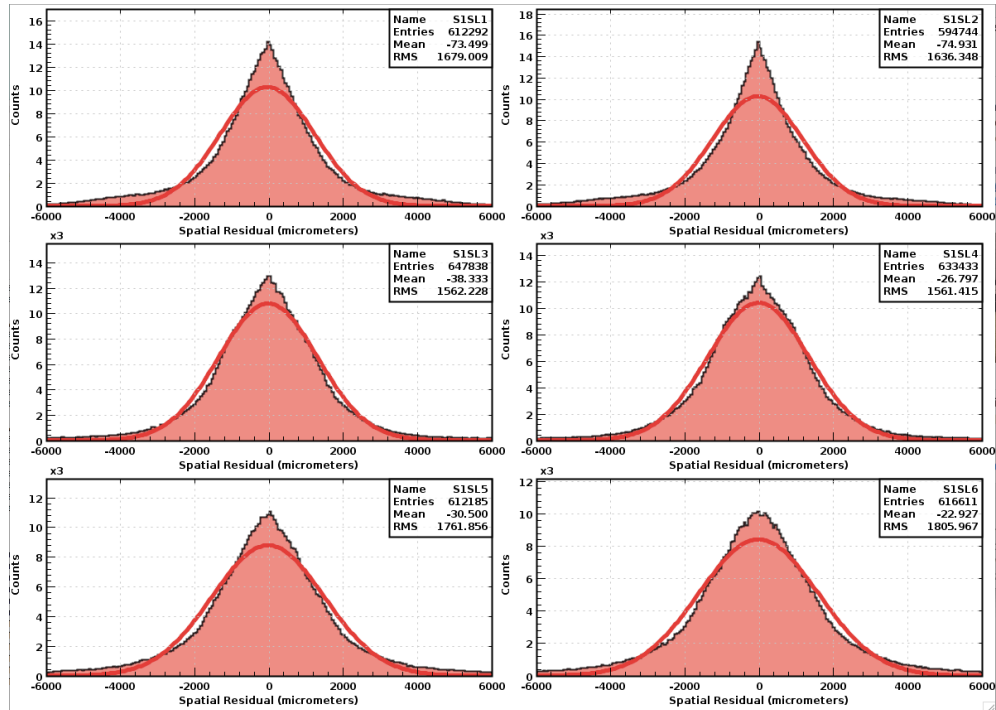 Name S1SL1
Entries 612292
Mean -73.499
RMS 1679.009
16
14
12
10
8
6
4
2
0
Counts
-6000 -4000 -2000 0 2000 4000 6000
Spatial Residual (micrometers)
Name S1SL2
Entries 594744
Mean -74.931
RMS 1636.348
18
16
14
12
10
8
6
4
2
0
Counts
-6000 -4000 -2000 0 2000 4000 6000
Spatial Residual (micrometers)
x3
Name S1SL3
Entries 647838
Mean -38.333
RMS 1562.228
14
12
10
8
6
4
2
0
Counts
-6000 -4000 -2000 0 2000 4000 6000
Spatial Residual (micrometers)
x3
Name S1SL4
Entries 633433
Mean -26.797
RMS 1561.415
14
12
10
8
6
4
2
0
Counts
-6000 -4000 -2000 0 2000 4000 6000
Spatial Residual (micrometers)
x3
Name S1SL5
Entries 612185
Mean -30.500
RMS 1761.856
12
10
8
6
4
2
0
Counts
-6000 -4000 -2000 0 2000 4000 6000
Spatial Residual (micrometers)
x3
Name S1SL6
Entries 616611
Mean -22.927
RMS 1805.967
12
10
8
6
4
2
0
Counts
-6000 -4000 -2000 0 2000 4000 6000
Spatial Residual (micrometers)